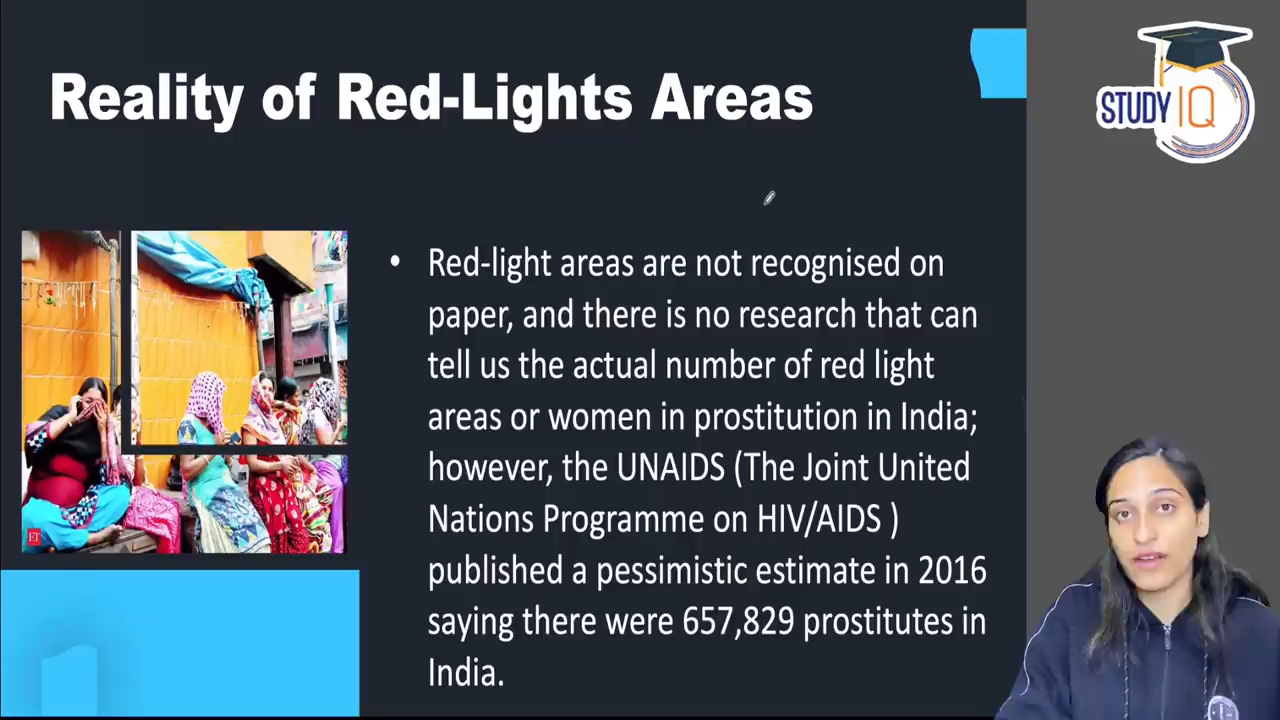 Reality of Red-Lights Areas
STUDY IQ
• Red-light areas are not recognised on
paper, and there is no research that can
tell us the actual number of red light
areas or women in prostitution in India;
however, the UNAIDS (The Joint United
Nations Programme on HIV/AIDS )
published a pessimistic estimate in 2016
saying there were 657,829 prostitutes in
India.
ET